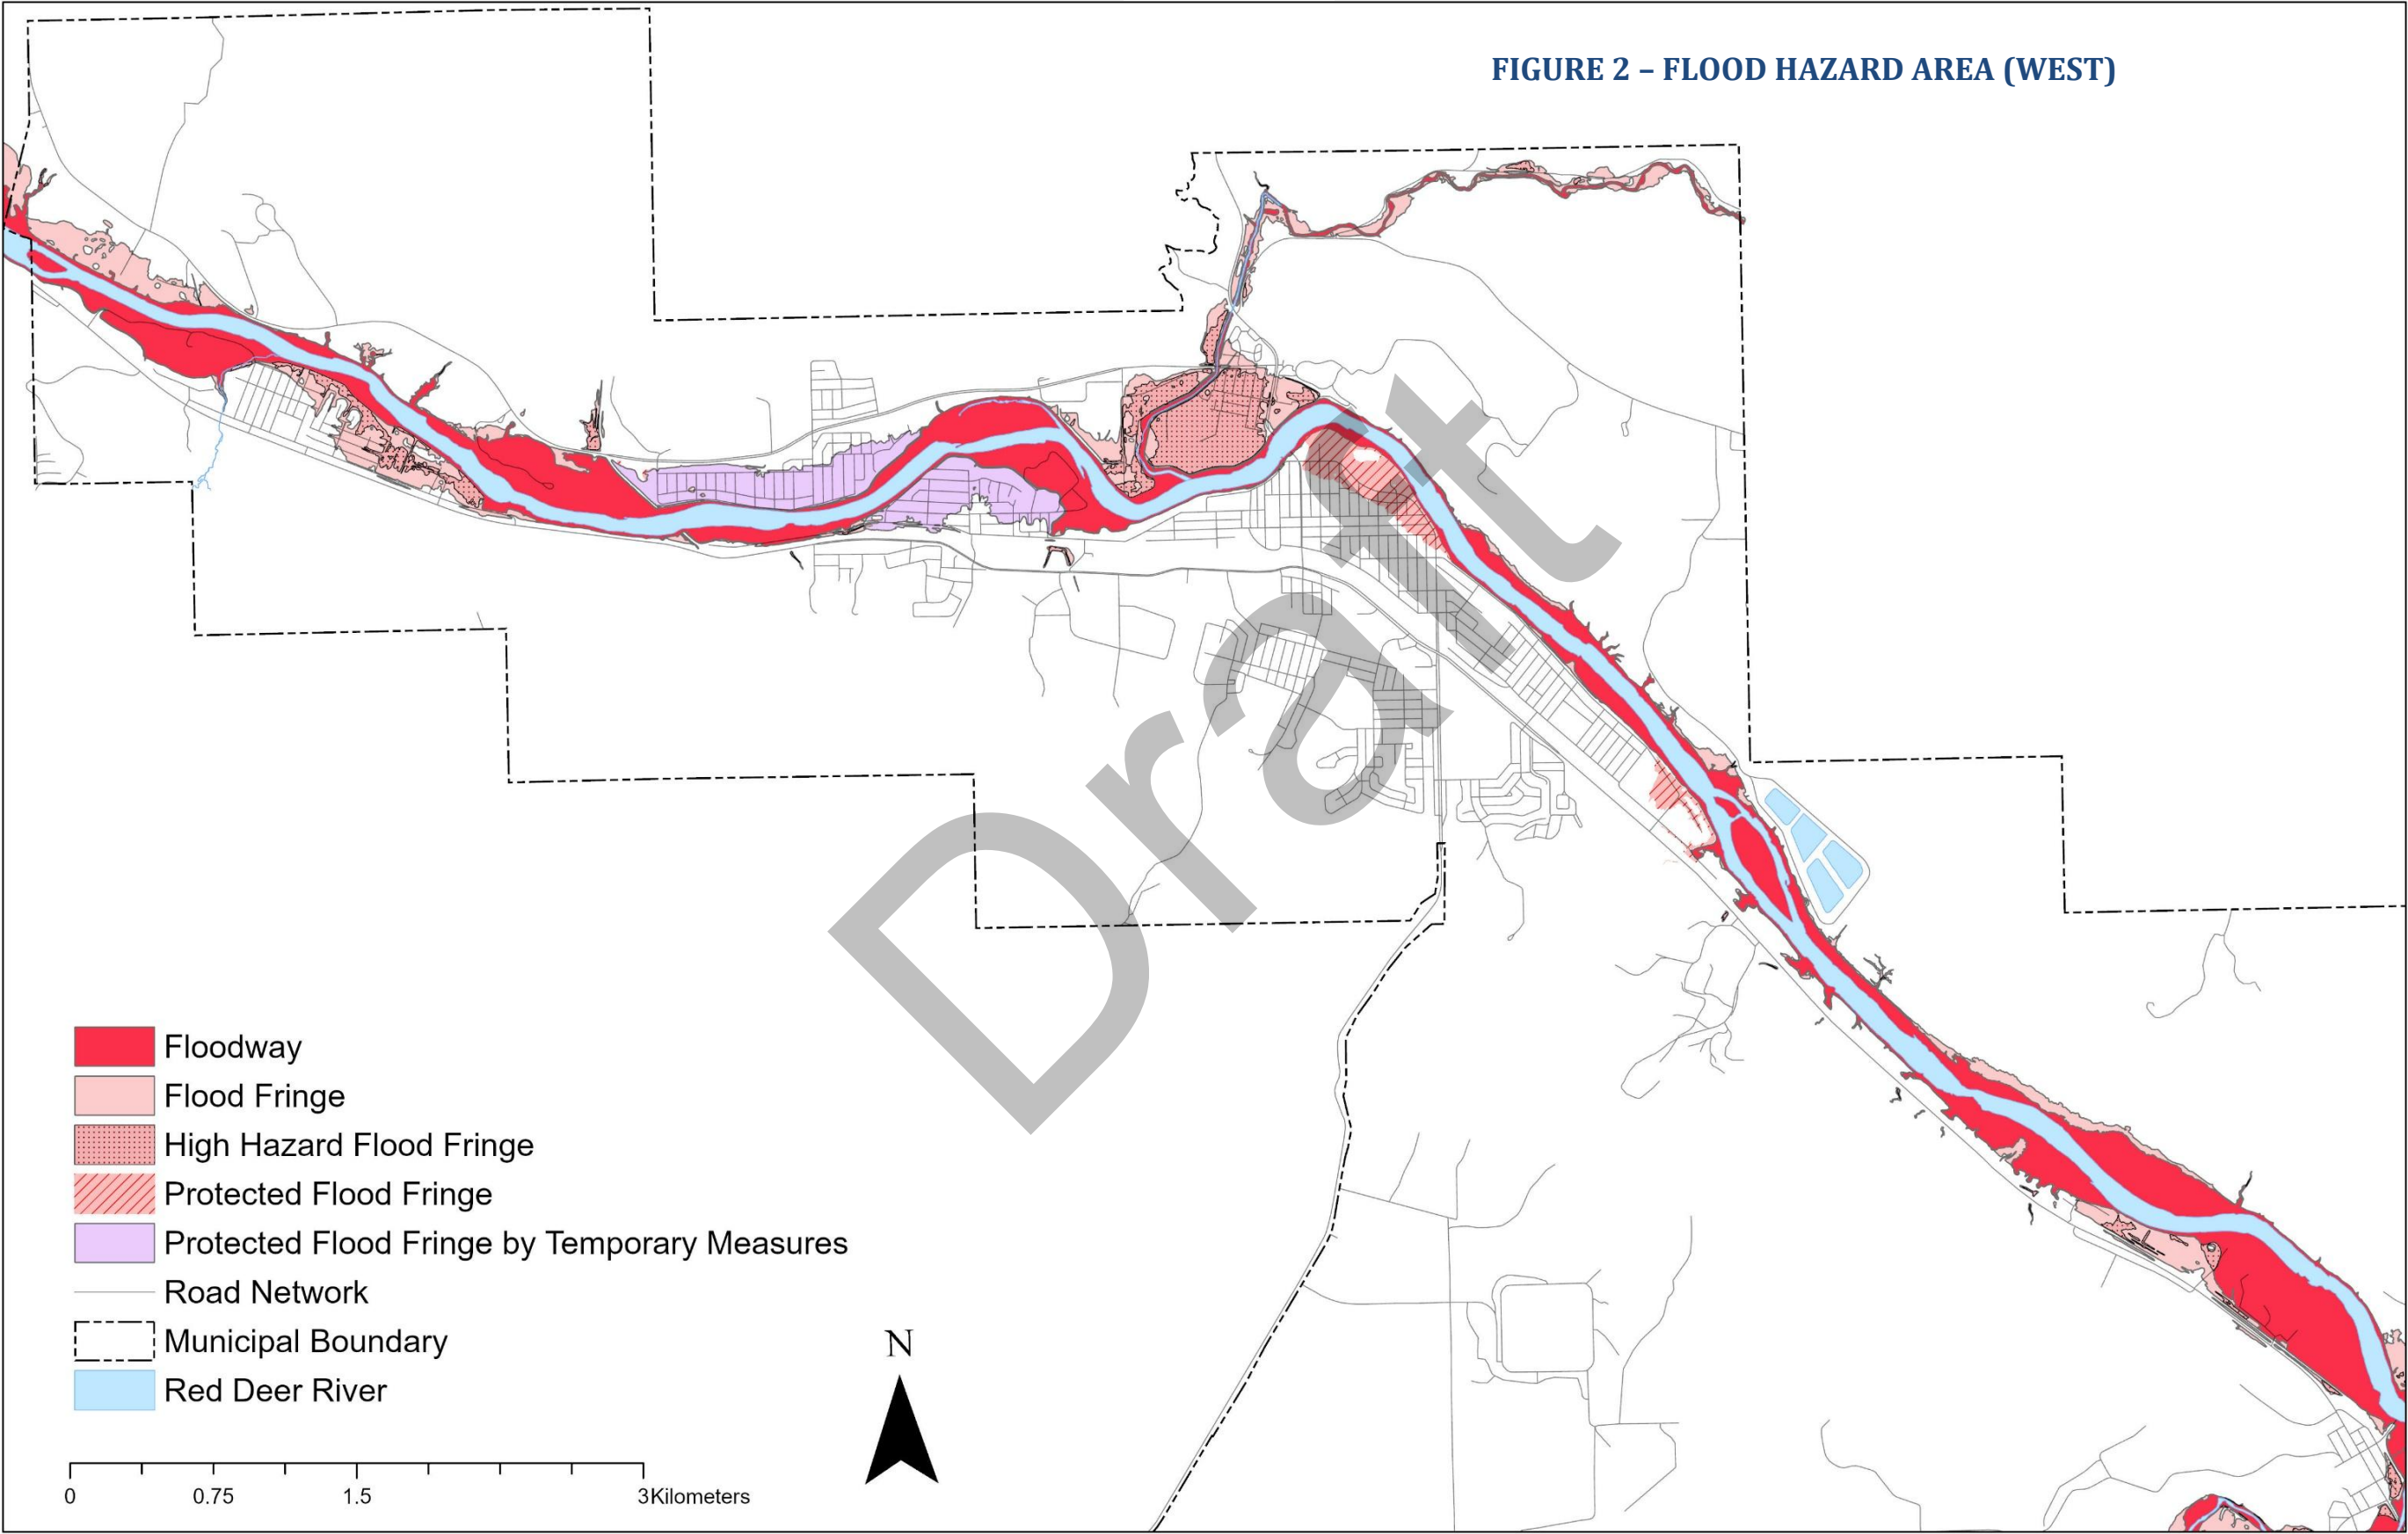 FIGURE 2 – FLOOD HAZARD AREA (WEST)
Draft
Floodway
Flood Fringe
High Hazard Flood Fringe
Protected Flood Fringe
Protected Flood Fringe by Temporary Measures
Road Network
Municipal Boundary
Red Deer River
N
0 0.75 1.5 3Kilometers